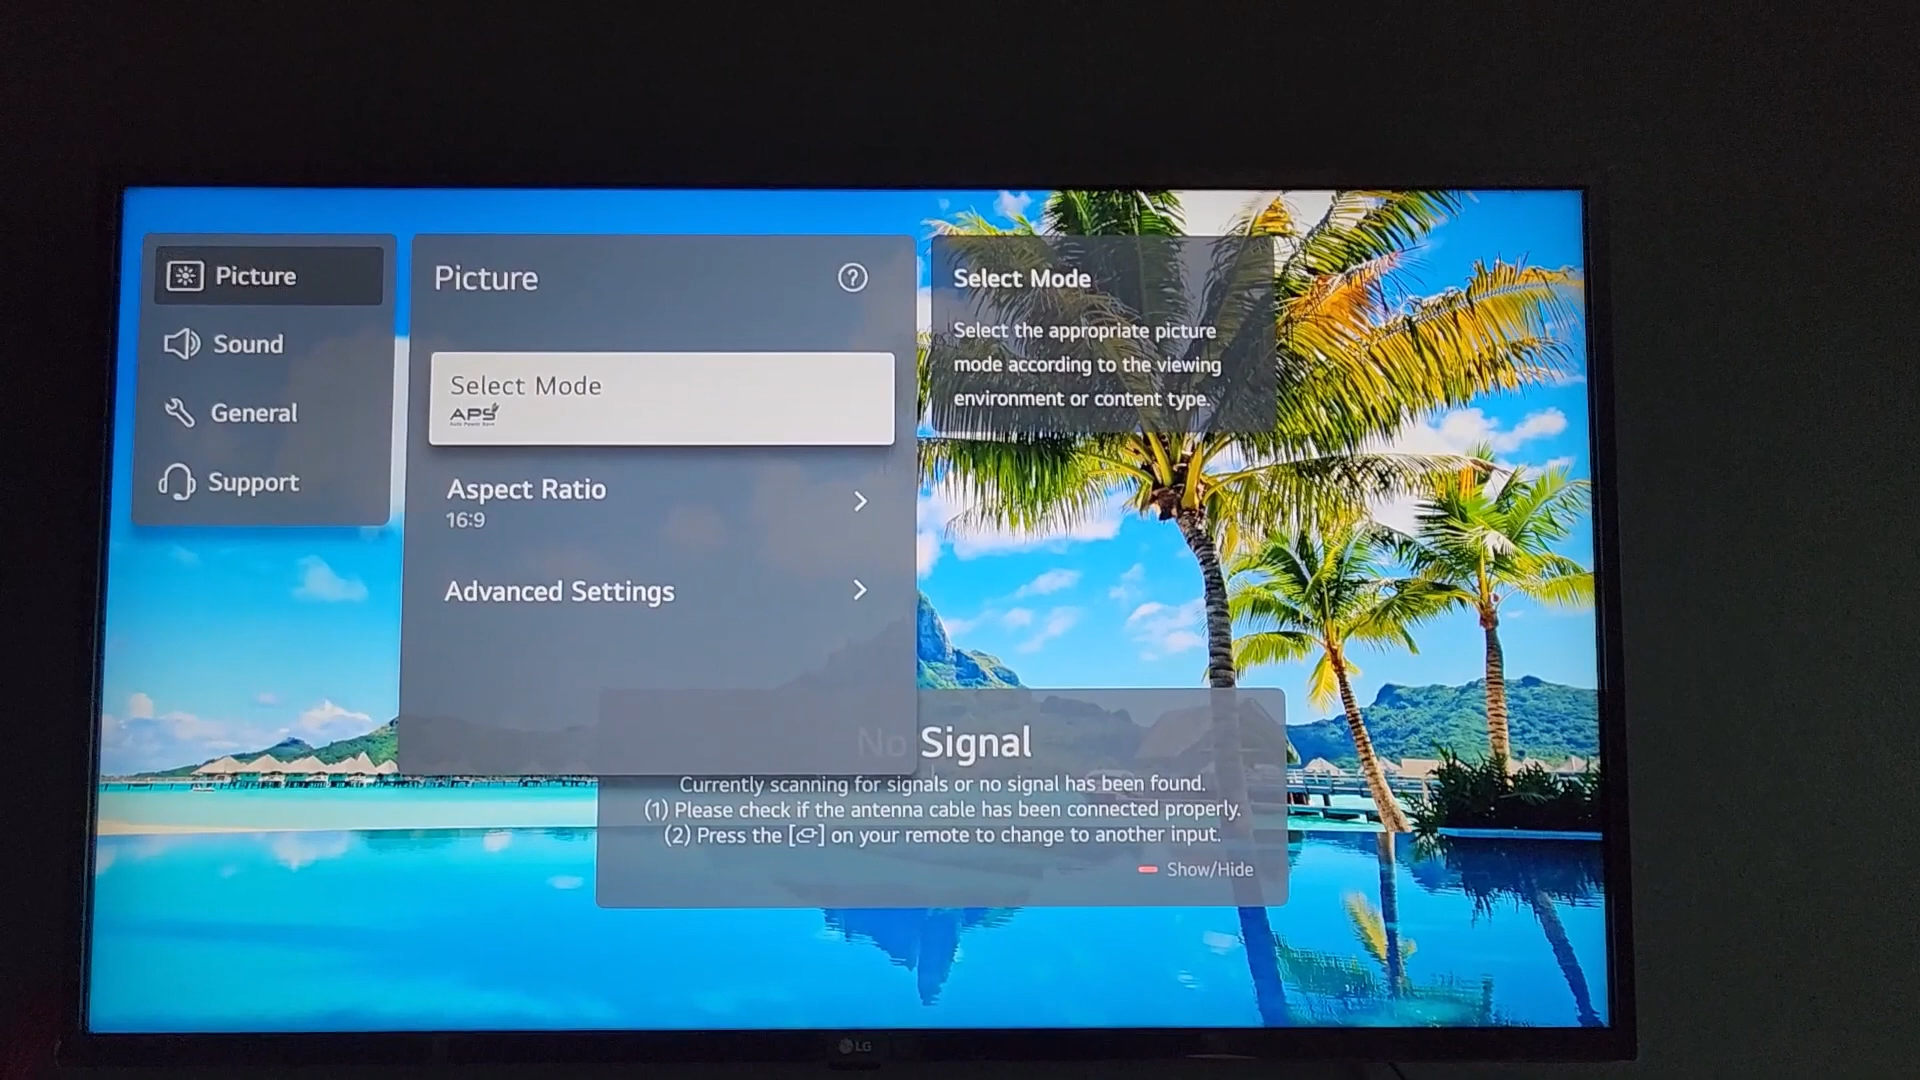 Picture
Sound
General
Support
Picture
?
Select Mode
APS
Auto Power Save
Aspect Ratio
16:9
Advanced Settings
Select Mode
Select the appropriate picture
mode according to the viewing
environment or content type.
No Signal
Currently scanning for signals or no signal has been found.
(1) Please check if the antenna cable has been connected properly.
(2) Press the [ ] on your remote to change to another input.
Show/Hide
LG